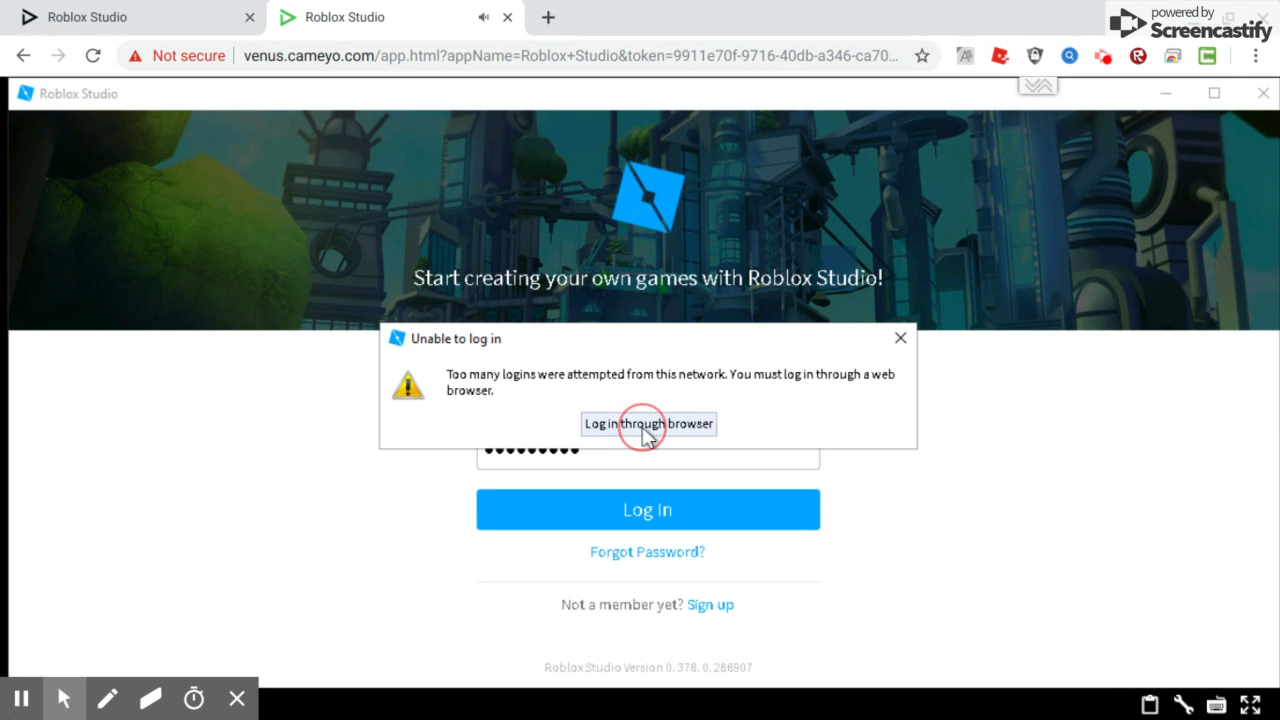 Roblox Studio
Roblox Studio
powered by
Screencastify
Not secure
venus.cameyo.com/app.html?appName=Roblox+Studio&token=9911e70f-9716-40db-a346-ca70...
Roblox Studio
Start creating your own games with Roblox Studio!
Unable to log in
Too many logins were attempted from this network. You must log in through a web
browser.
Log in through browser
Log In
Forgot Password?
Not a member yet? Sign up
Roblox Studio Version 0. 376. 0. 286907